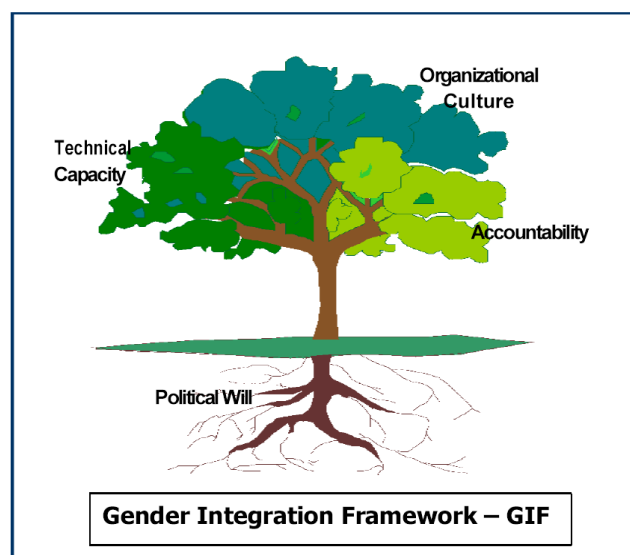 Organizational
Culture
Technical
Capacity
Accountability
Political Will
Gender Integration Framework – GIF